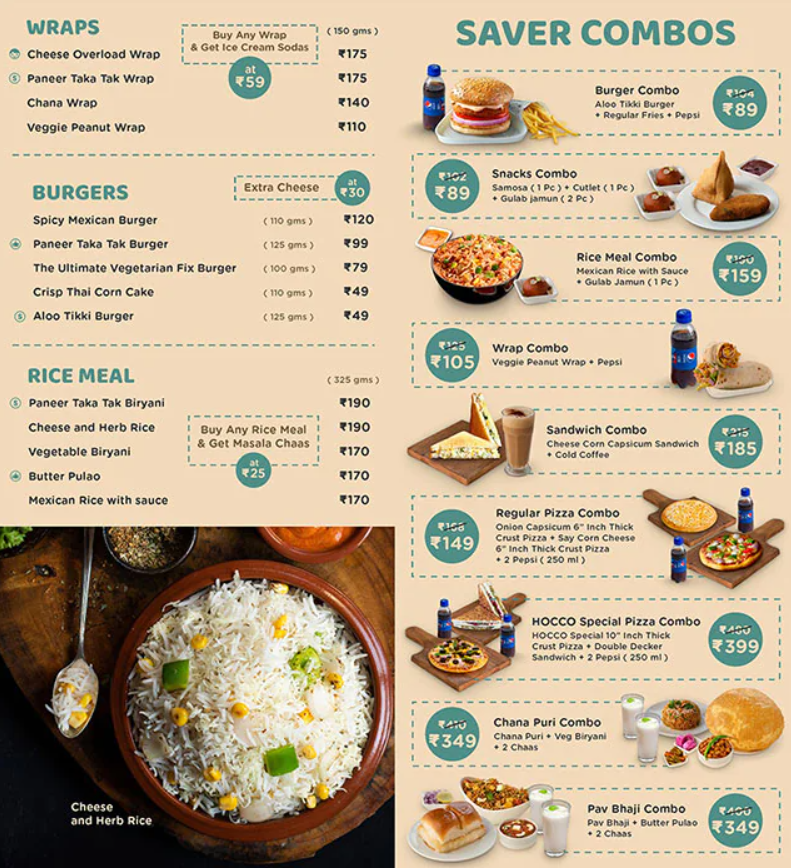 WRAPS
( 150 gms )
Buy Any Wrap
& Get Ice Cream Sodas
at
₹59
Cheese Overload Wrap ₹175
Ⓢ Paneer Taka Tak Wrap ₹175
Chana Wrap ₹140
Veggie Peanut Wrap ₹110
BURGERS
Extra Cheese
at
₹30
Spicy Mexican Burger ( 110 gms ) ₹120
Paneer Taka Tak Burger ( 125 gms ) ₹99
The Ultimate Vegetarian Fix Burger ( 100 gms ) ₹79
Crisp Thai Corn Cake ( 110 gms ) ₹49
Ⓢ Aloo Tikki Burger ( 125 gms ) ₹49
RICE MEAL
( 325 gms )
Ⓢ Paneer Taka Tak Biryani ₹190
Cheese and Herb Rice ₹190
Vegetable Biryani ₹170
Butter Pulao ₹170
Mexican Rice with sauce ₹170
Buy Any Rice Meal
& Get Masala Chaas
at
₹25
Cheese
and Herb Rice
SAVER COMBOS
Burger Combo
Aloo Tikki Burger
+ Regular Fries + Pepsi
₹104
₹89
₹102
₹89
Snacks Combo
Samosa ( 1 Pc ) + Cutlet ( 1 Pc )
+ Gulab jamun ( 2 Pc )
Rice Meal Combo
Mexican Rice with Sauce
+ Gulab Jamun ( 1 Pc )
₹190
₹159
₹125
₹105
Wrap Combo
Veggie Peanut Wrap + Pepsi
Sandwich Combo
Cheese Corn Capsicum Sandwich
+ Cold Coffee
₹215
₹185
₹149
Regular Pizza Combo
Onion Capsicum 6" Inch Thick
Crust Pizza + Say Corn Cheese
6" Inch Thick Crust Pizza
+ 2 Pepsi ( 250 ml )
HOCCO Special Pizza Combo
HOCCO Special 10" Inch Thick
Crust Pizza + Double Decker
Sandwich + 2 Pepsi ( 250 ml )
₹399
₹410
₹349
Chana Puri Combo
Chana Puri + Veg Biryani
+ 2 Chaas
Pav Bhaji Combo
Pav Bhaji + Butter Pulao
+ 2 Chaas
₹349